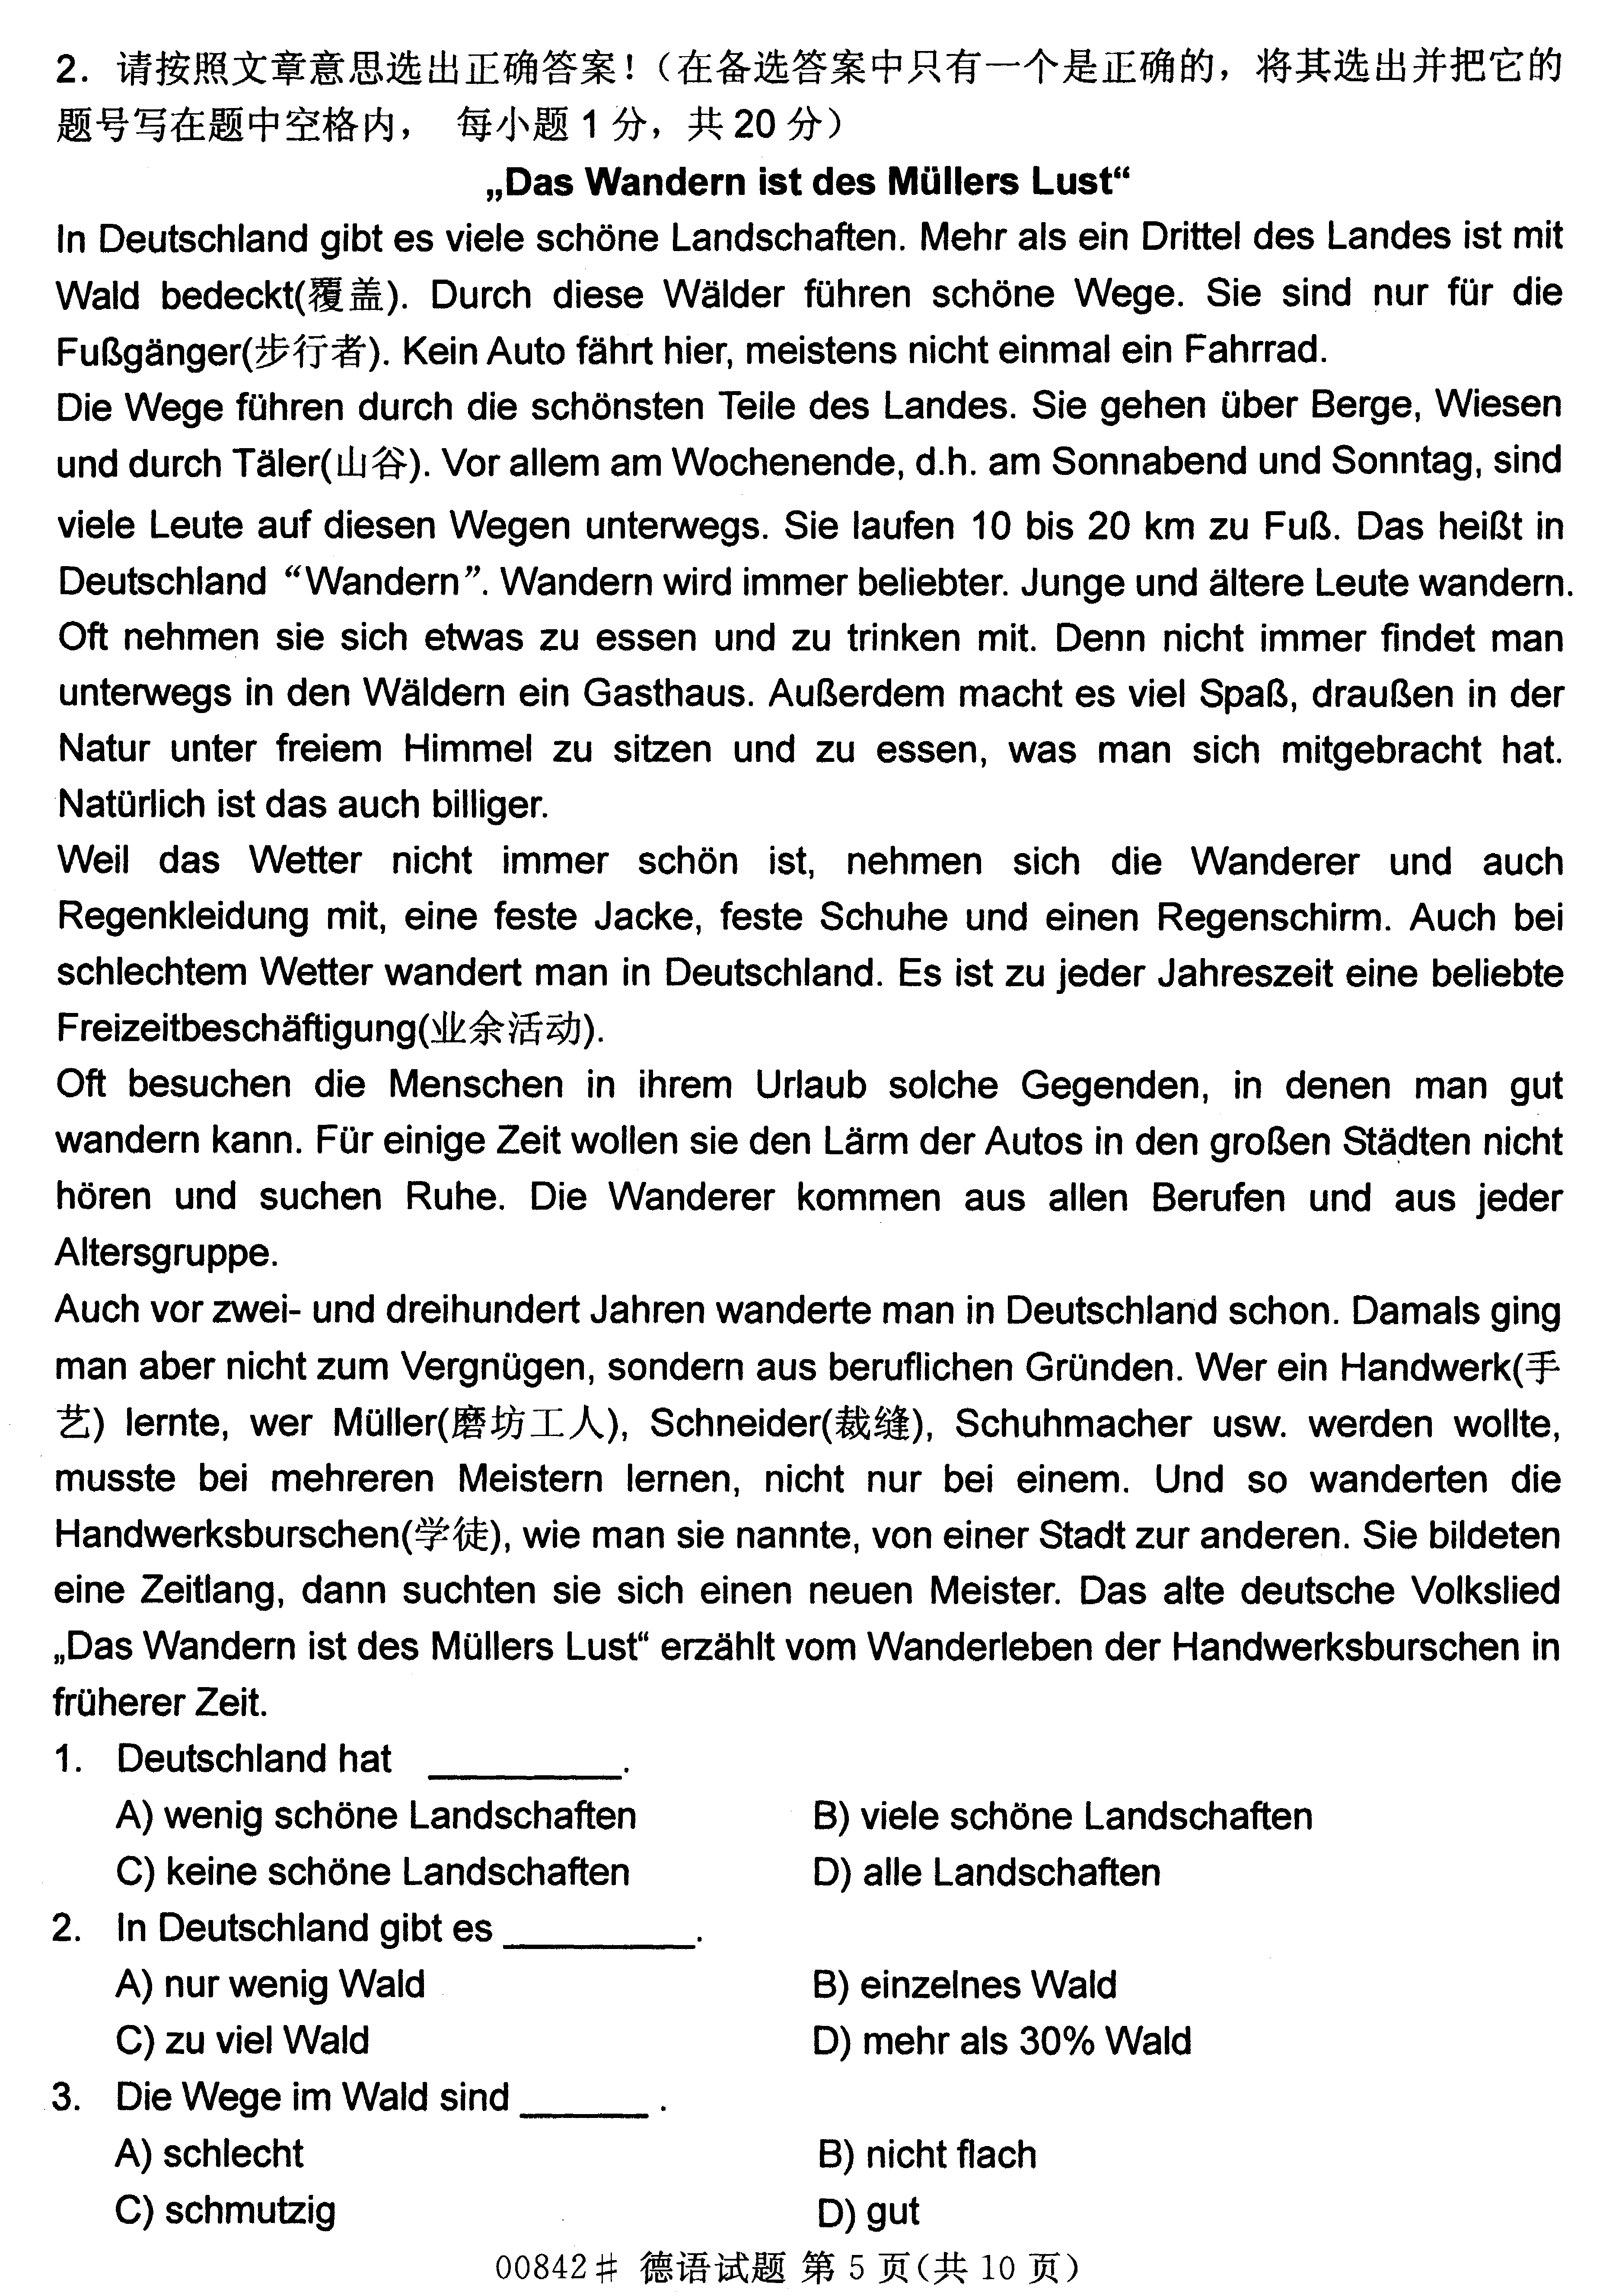 2. 请按照文章意思选出正确答案!(在备选答案中只有一个是正确的，将其选出并把它的
题号写在题中空格内， 每小题 1 分，共 20 分)
„Das Wandern ist des Müllers Lust“
In Deutschland gibt es viele schöne Landschaften. Mehr als ein Drittel des Landes ist mit
Wald bedeckt(覆盖). Durch diese Wälder führen schöne Wege. Sie sind nur für die
Fußgänger(步行者). Kein Auto fährt hier, meistens nicht einmal ein Fahrrad.
Die Wege führen durch die schönsten Teile des Landes. Sie gehen über Berge, Wiesen
und durch Täler(山谷). Vor allem am Wochenende, d.h. am Sonnabend und Sonntag, sind
viele Leute auf diesen Wegen unterwegs. Sie laufen 10 bis 20 km zu Fuß. Das heißt in
Deutschland “Wandern”. Wandern wird immer beliebter. Junge und ältere Leute wandern.
Oft nehmen sie sich etwas zu essen und zu trinken mit. Denn nicht immer findet man
unterwegs in den Wäldern ein Gasthaus. Außerdem macht es viel Spaß, draußen in der
Natur unter freiem Himmel zu sitzen und zu essen, was man sich mitgebracht hat.
Natürlich ist das auch billiger.
Weil das Wetter nicht immer schön ist, nehmen sich die Wanderer und auch
Regenkleidung mit, eine feste Jacke, feste Schuhe und einen Regenschirm. Auch bei
schlechtem Wetter wandert man in Deutschland. Es ist zu jeder Jahreszeit eine beliebte
Freizeitbeschäftigung(业余活动).
Oft besuchen die Menschen in ihrem Urlaub solche Gegenden, in denen man gut
wandern kann. Für einige Zeit wollen sie den Lärm der Autos in den großen Städten nicht
hören und suchen Ruhe. Die Wanderer kommen aus allen Berufen und aus jeder
Altersgruppe.
Auch vor zwei- und dreihundert Jahren wanderte man in Deutschland schon. Damals ging
man aber nicht zum Vergnügen, sondern aus beruflichen Gründen. Wer ein Handwerk(手
艺) lernte, wer Müller(磨坊工人), Schneider(裁缝), Schuhmacher usw. werden wollte,
musste bei mehreren Meistern lernen, nicht nur bei einem. Und so wanderten die
Handwerksburschen(学徒), wie man sie nannte, von einer Stadt zur anderen. Sie bildeten
eine Zeitlang, dann suchten sie sich einen neuen Meister. Das alte deutsche Volkslied
„Das Wandern ist des Müllers Lust“ erzählt vom Wanderleben der Handwerksburschen in
früherer Zeit.
1. Deutschland hat ________.
A) wenig schöne Landschaften B) viele schöne Landschaften
C) keine schöne Landschaften D) alle Landschaften
2. In Deutschland gibt es ________.
A) nur wenig Wald B) einzelnes Wald
C) zu viel Wald D) mehr als 30% Wald
3. Die Wege im Wald sind ______ .
A) schlecht B) nicht flach
C) schmutzig D) gut
00842# 德语试题 第 5 页(共 10 页)